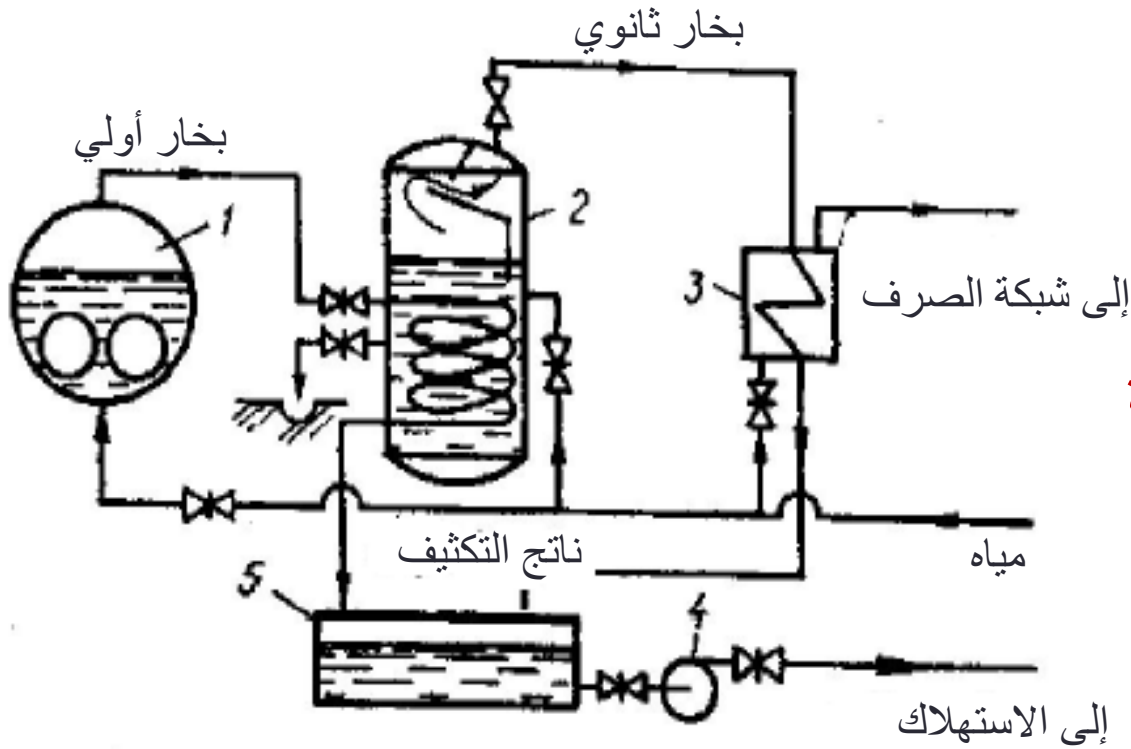 بخار ثانوي
بخار أولي
1
2
3
إلى شبكة الصرف
ناتج التكثيف
مياه
5
4
إلى الاستهلاك